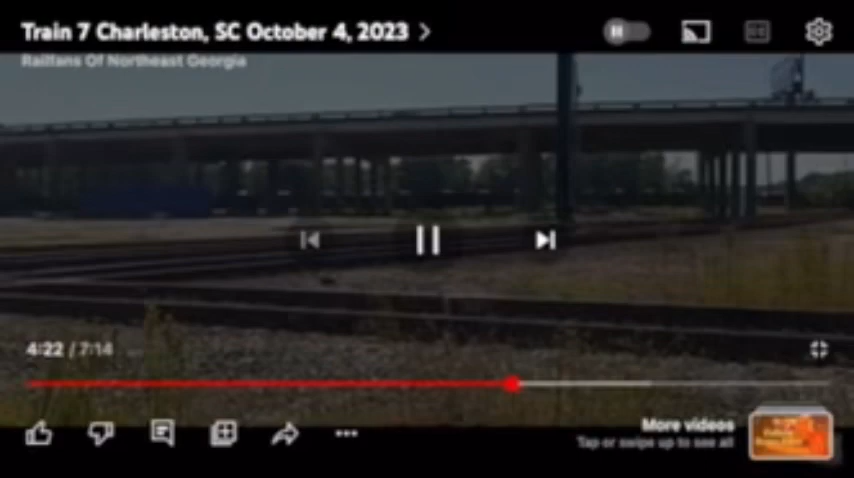 Train 7 Charleston, SC October 4, 2023
Railfans Of Northeast Georgia
4:22 / 7:14
More videos
Tap or swipe up to see all